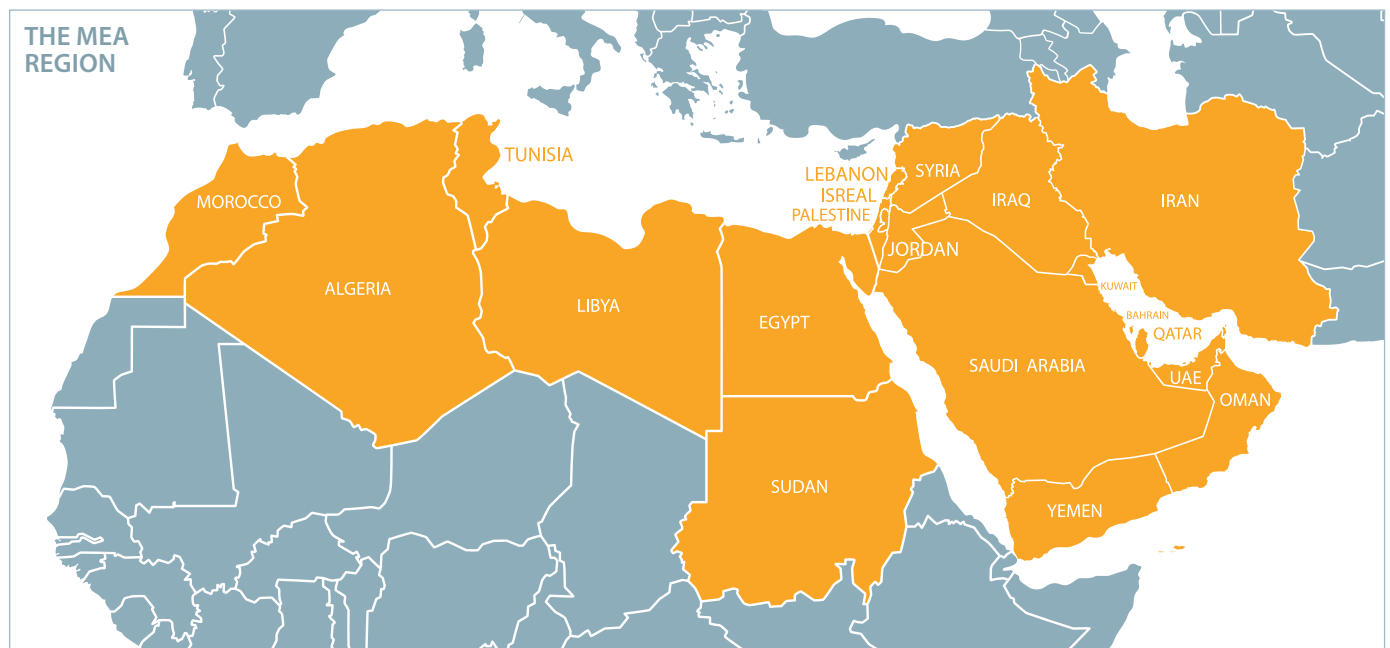 THE MEA
REGION
TUNISIA
LEBANON
SYRIA
ISREAL
MOROCCO
IRAQ
IRAN
PALESTINE
JORDAN
ALGERIA
KUWAIT
LIBYA
BAHRAIN
EGYPT
QATAR
SAUDI ARABIA
UAE
OMAN
SUDAN
YEMEN